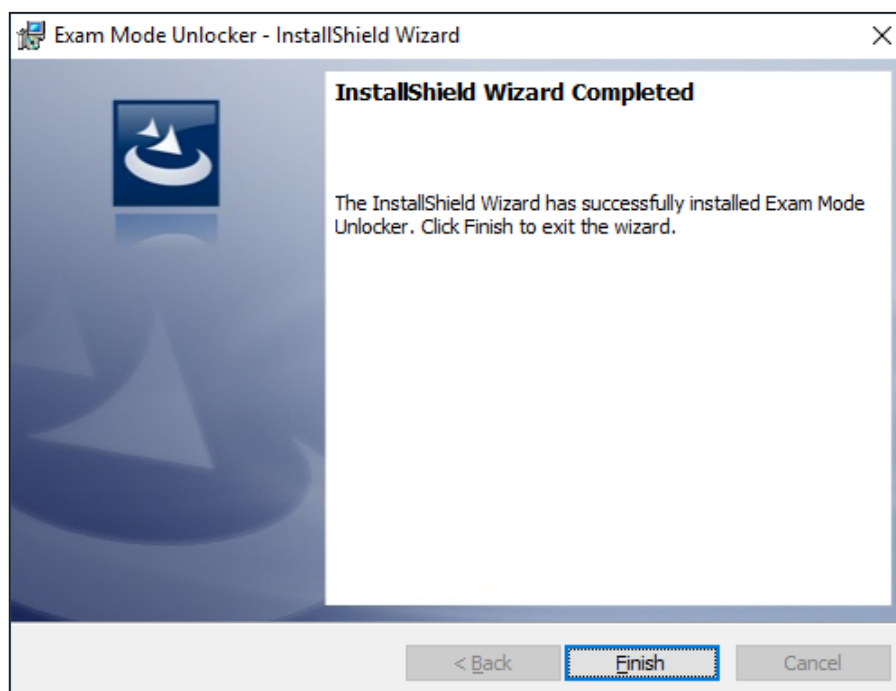 Exam Mode Unlocker - InstallShield Wizard
InstallShield Wizard Completed
The InstallShield Wizard has successfully installed Exam Mode
Unlocker. Click Finish to exit the wizard.
< Back Finish Cancel